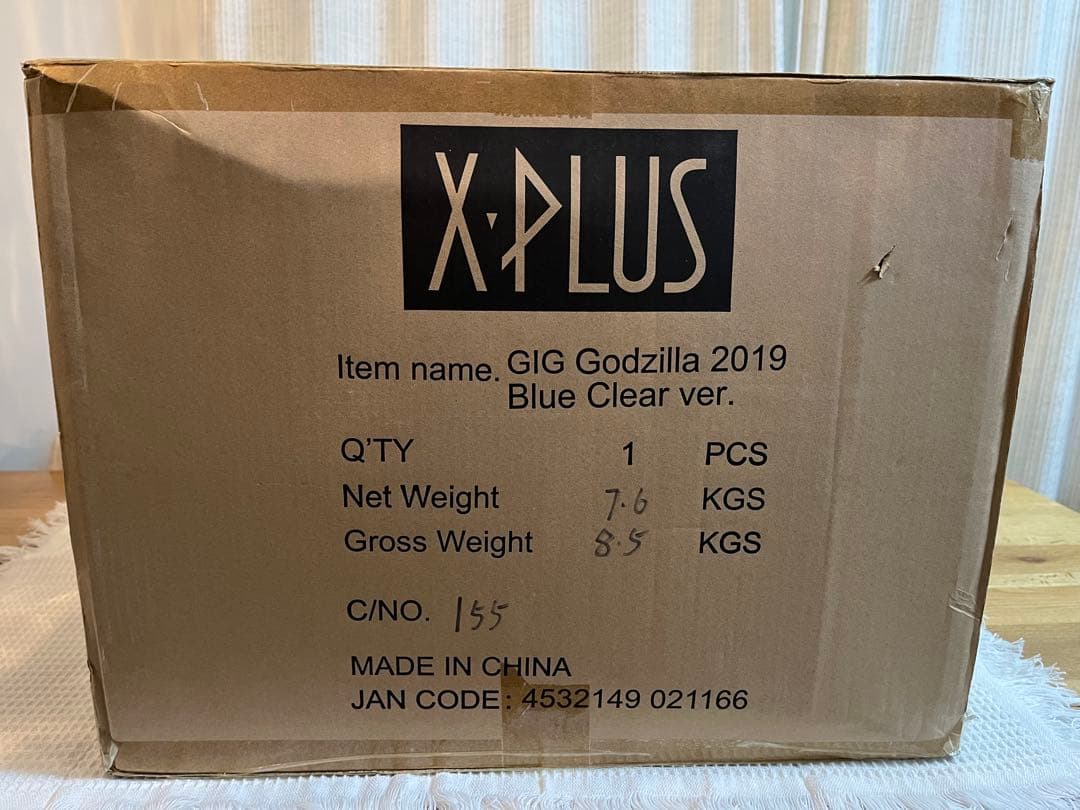 X·PLUS
Item name. GIG Godzilla 2019
Blue Clear ver.
Q'TY 1 PCS
Net Weight 7.6 KGS
Gross Weight 8.5 KGS
C/NO. 155
MADE IN CHINA
JAN CODE: 4532149 021166